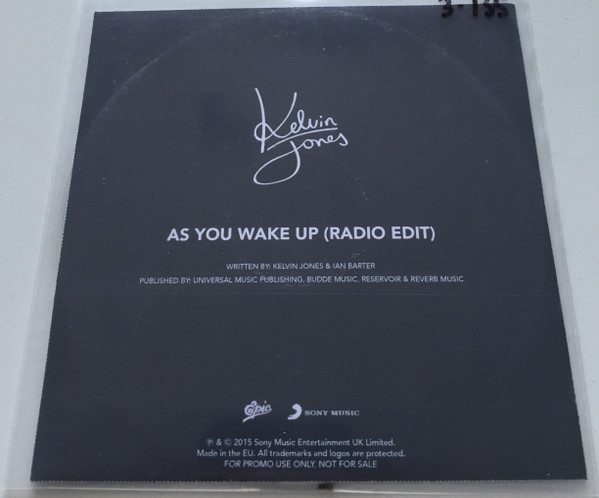 3-1
Kelvin
Jones
AS YOU WAKE UP (RADIO EDIT)
WRITTEN BY: KELVIN JONES & IAN BARTER
PUBLISHED BY: UNIVERSAL MUSIC PUBLISHING, BUDDE MUSIC, RESERVOIR & REVERB MUSIC
Epic SONY MUSIC
℗ & © 2015 Sony Music Entertainment UK Limited.
Made in the EU. All trademarks and logos are protected.
FOR PROMO USE ONLY. NOT FOR SALE